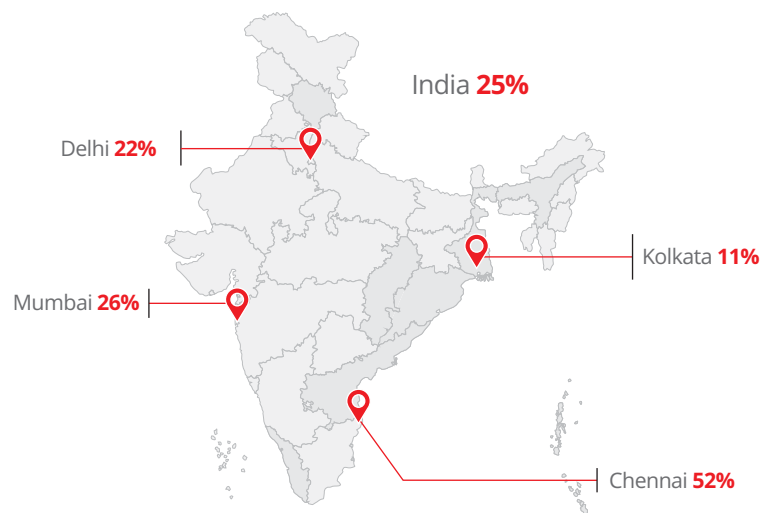 India 25%
Delhi 22%
Kolkata 11%
Mumbai 26%
Chennai 52%